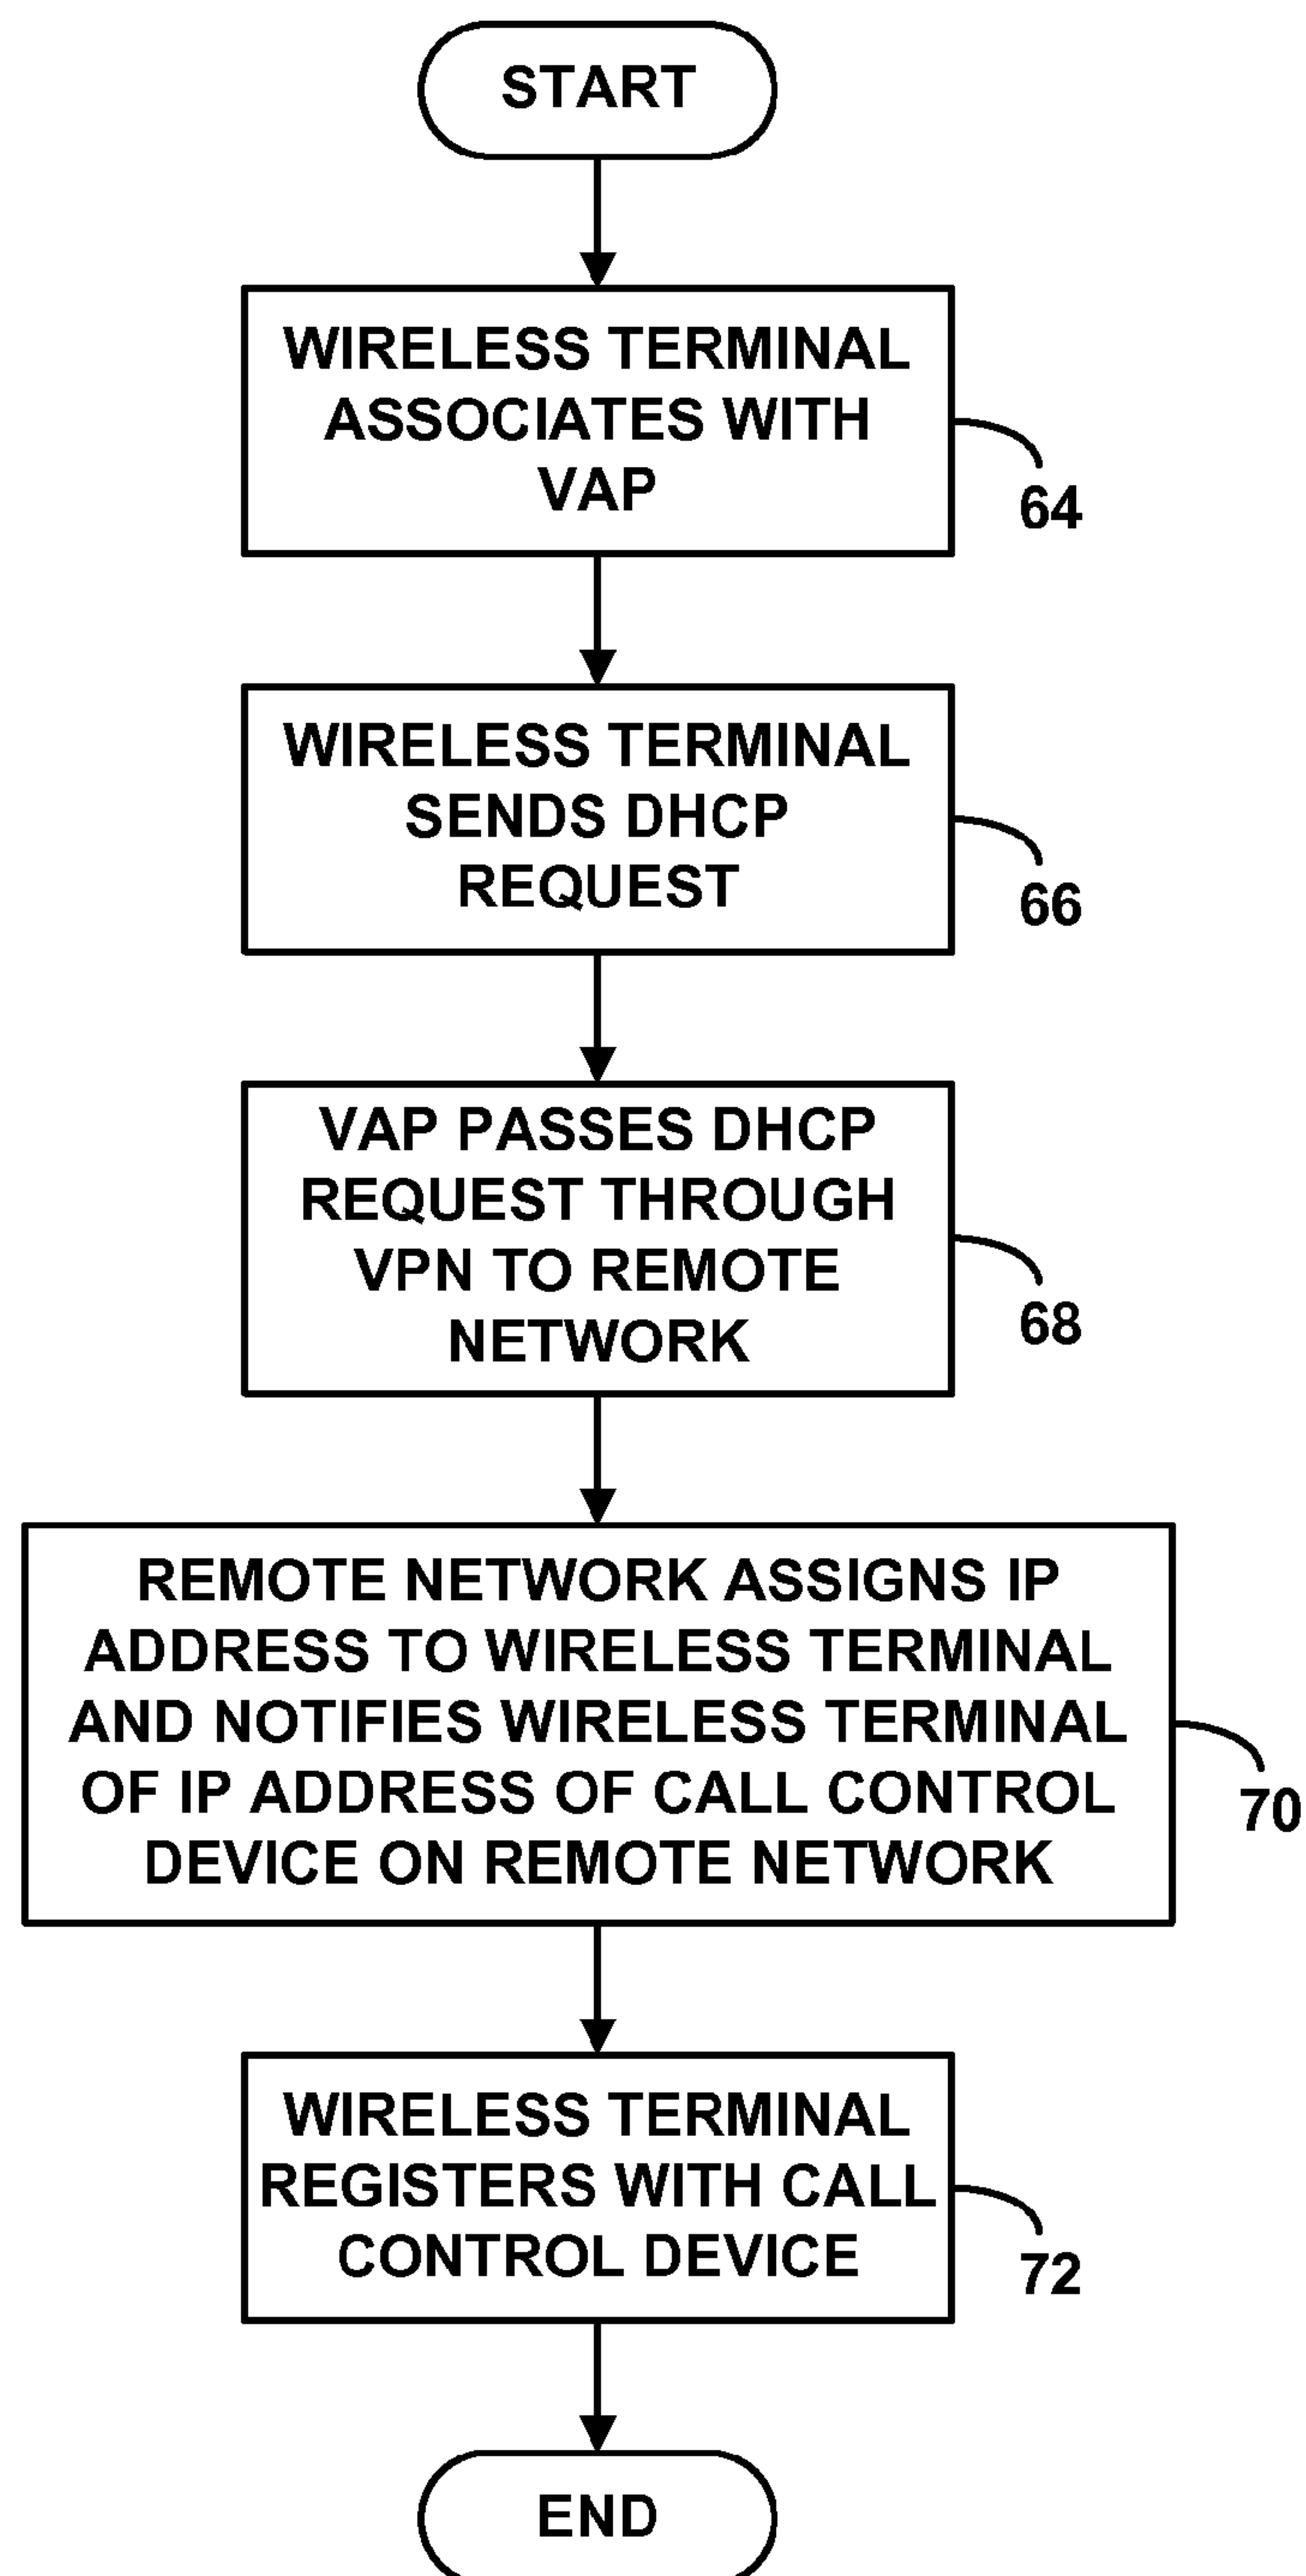 START
WIRELESS TERMINAL
ASSOCIATES WITH
VAP
64
WIRELESS TERMINAL
SENDS DHCP
REQUEST
66
VAP PASSES DHCP
REQUEST THROUGH
VPN TO REMOTE
NETWORK
68
REMOTE NETWORK ASSIGNS IP
ADDRESS TO WIRELESS TERMINAL
AND NOTIFIES WIRELESS TERMINAL
OF IP ADDRESS OF CALL CONTROL
DEVICE ON REMOTE NETWORK
70
WIRELESS TERMINAL
REGISTERS WITH CALL
CONTROL DEVICE
72
END